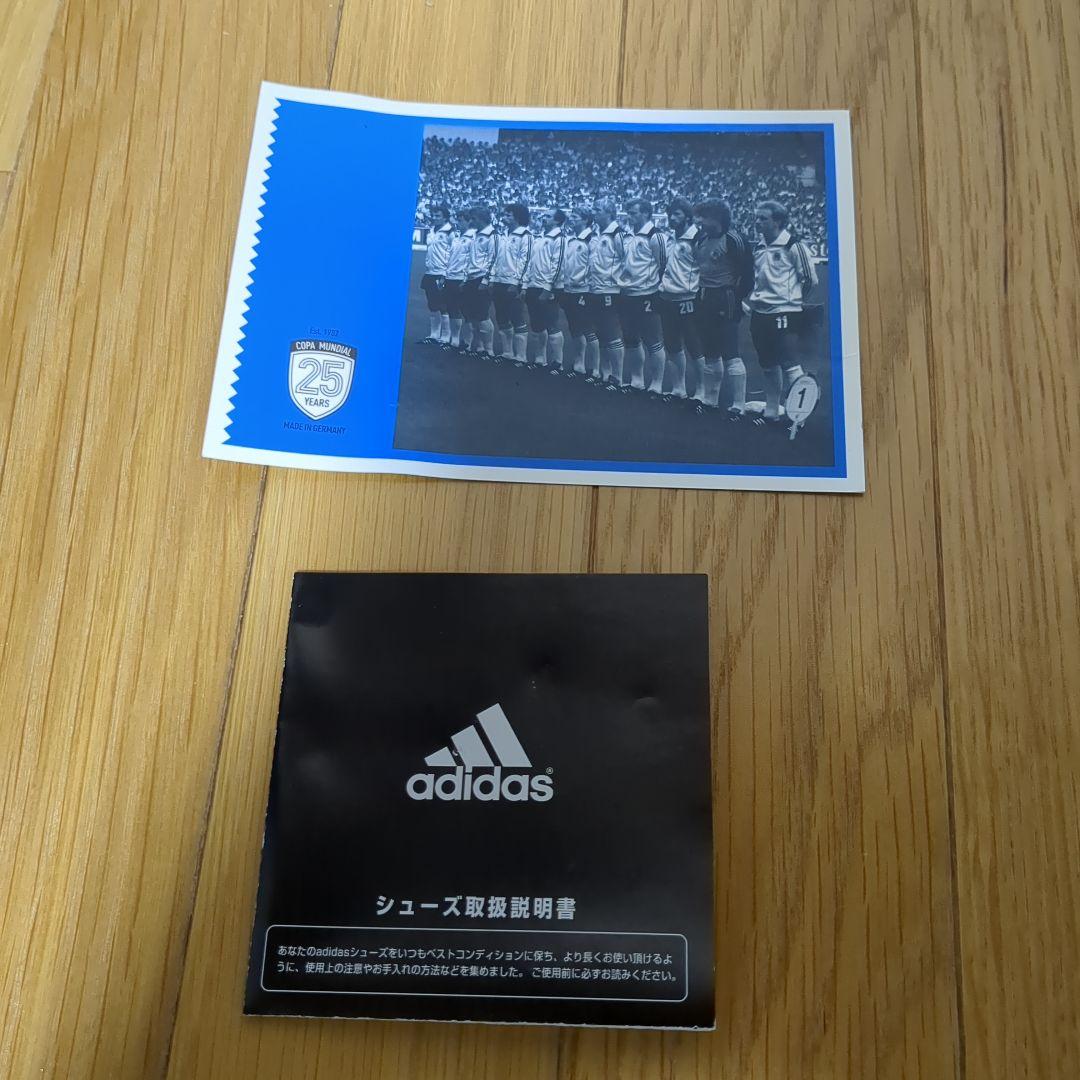 Est. 1982
COPA MUNDIAL
25
YEARS
MADE IN GERMANY
4 9 2 20 11
1
adidas®
シューズ取扱説明書
あなたのadidasシューズをいつもベストコンディションに保ち、より長くお使い頂けるよ
うに、使用上の注意やお手入れの方法などを集めました。 ご使用前に必ずお読みください。